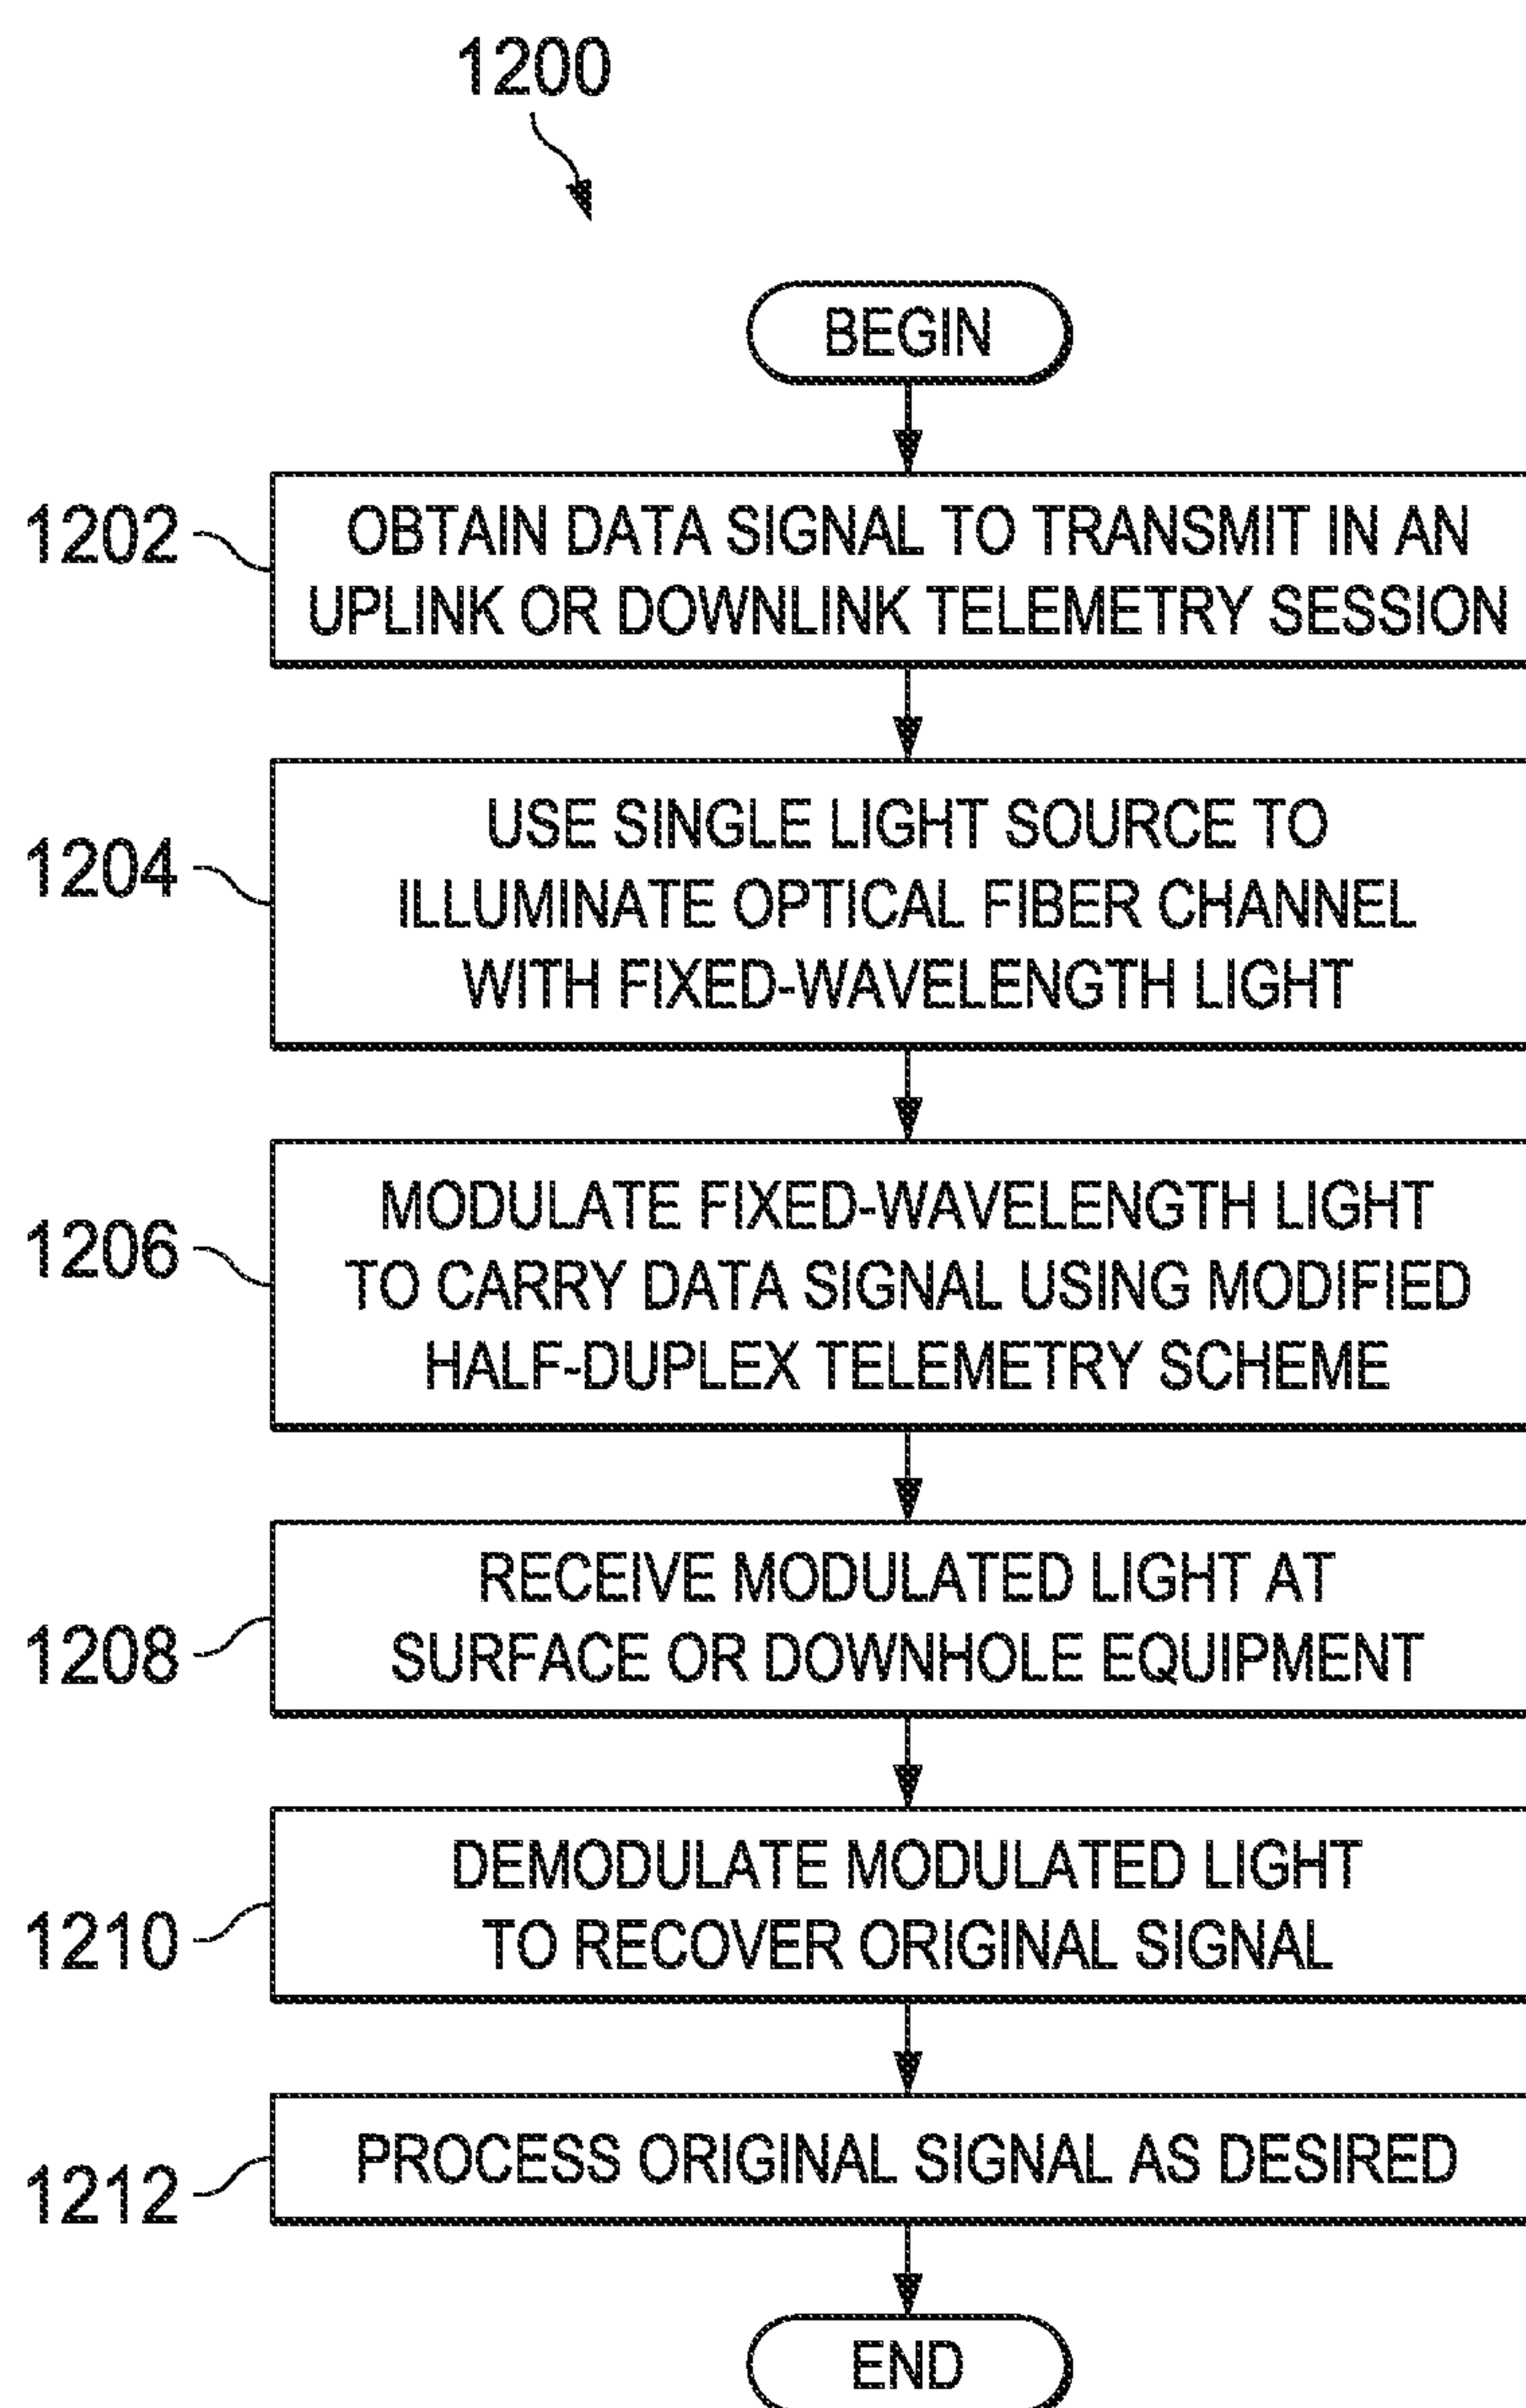 1200
BEGIN
1202
OBTAIN DATA SIGNAL TO TRANSMIT IN AN
UPLINK OR DOWNLINK TELEMETRY SESSION
1204
USE SINGLE LIGHT SOURCE TO
ILLUMINATE OPTICAL FIBER CHANNEL
WITH FIXED-WAVELENGTH LIGHT
1206
MODULATE FIXED-WAVELENGTH LIGHT
TO CARRY DATA SIGNAL USING MODIFIED
HALF-DUPLEX TELEMETRY SCHEME
1208
RECEIVE MODULATED LIGHT AT
SURFACE OR DOWNHOLE EQUIPMENT
1210
DEMODULATE MODULATED LIGHT
TO RECOVER ORIGINAL SIGNAL
1212
PROCESS ORIGINAL SIGNAL AS DESIRED
END